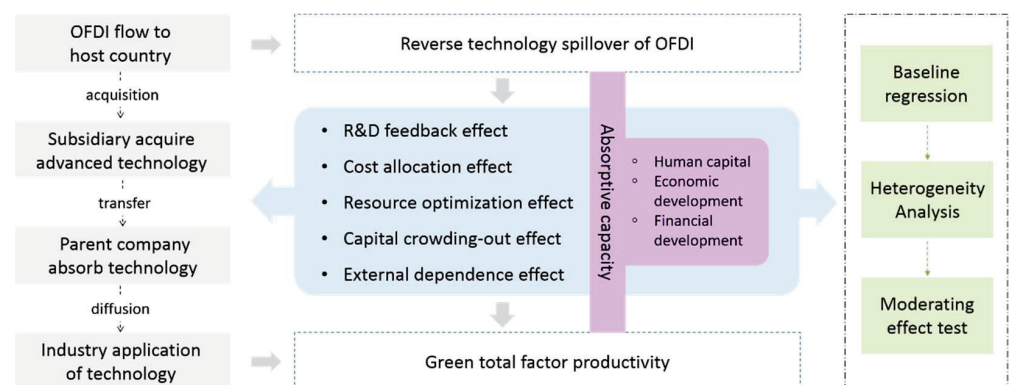 OFDI flow to
host country
acquisition
Subsidiary acquire
advanced technology
transfer
Parent company
absorb technology
diffusion
Industry application
of technology
Reverse technology spillover of OFDI
• R&D feedback effect
• Cost allocation effect
• Resource optimization effect
• Capital crowding-out effect
• External dependence effect
Absorptive capacity
○ Human capital
○ Economic
development
○ Financial
development
Green total factor productivity
Baseline
regression
Heterogeneity
Analysis
Moderating
effect test